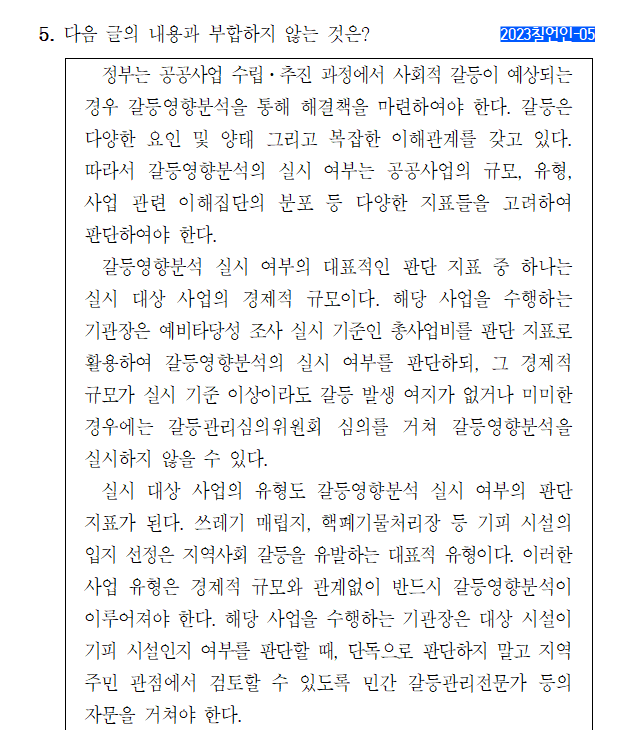 5. 다음 글의 내용과 부합하지 않는 것은? 2023칠언인-05
정부는 공공사업 수립·추진 과정에서 사회적 갈등이 예상되는
경우 갈등영향분석을 통해 해결책을 마련하여야 한다. 갈등은
다양한 요인 및 양태 그리고 복잡한 이해관계를 갖고 있다.
따라서 갈등영향분석의 실시 여부는 공공사업의 규모, 유형,
사업 관련 이해집단의 분포 등 다양한 지표들을 고려하여
판단하여야 한다.
갈등영향분석 실시 여부의 대표적인 판단 지표 중 하나는
실시 대상 사업의 경제적 규모이다. 해당 사업을 수행하는
기관장은 예비타당성 조사 실시 기준인 총사업비를 판단 지표로
활용하여 갈등영향분석의 실시 여부를 판단하되, 그 경제적
규모가 실시 기준 이상이라도 갈등 발생 여지가 없거나 미미한
경우에는 갈등관리심의위원회 심의를 거쳐 갈등영향분석을
실시하지 않을 수 있다.
실시 대상 사업의 유형도 갈등영향분석 실시 여부의 판단
지표가 된다. 쓰레기 매립지, 핵폐기물처리장 등 기피 시설의
입지 선정은 지역사회 갈등을 유발하는 대표적 유형이다. 이러한
사업 유형은 경제적 규모와 관계없이 반드시 갈등영향분석이
이루어져야 한다. 해당 사업을 수행하는 기관장은 대상 시설이
기피 시설인지 여부를 판단할 때, 단독으로 판단하지 말고 지역
주민 관점에서 검토할 수 있도록 민간 갈등관리전문가 등의
자문을 거쳐야 한다.